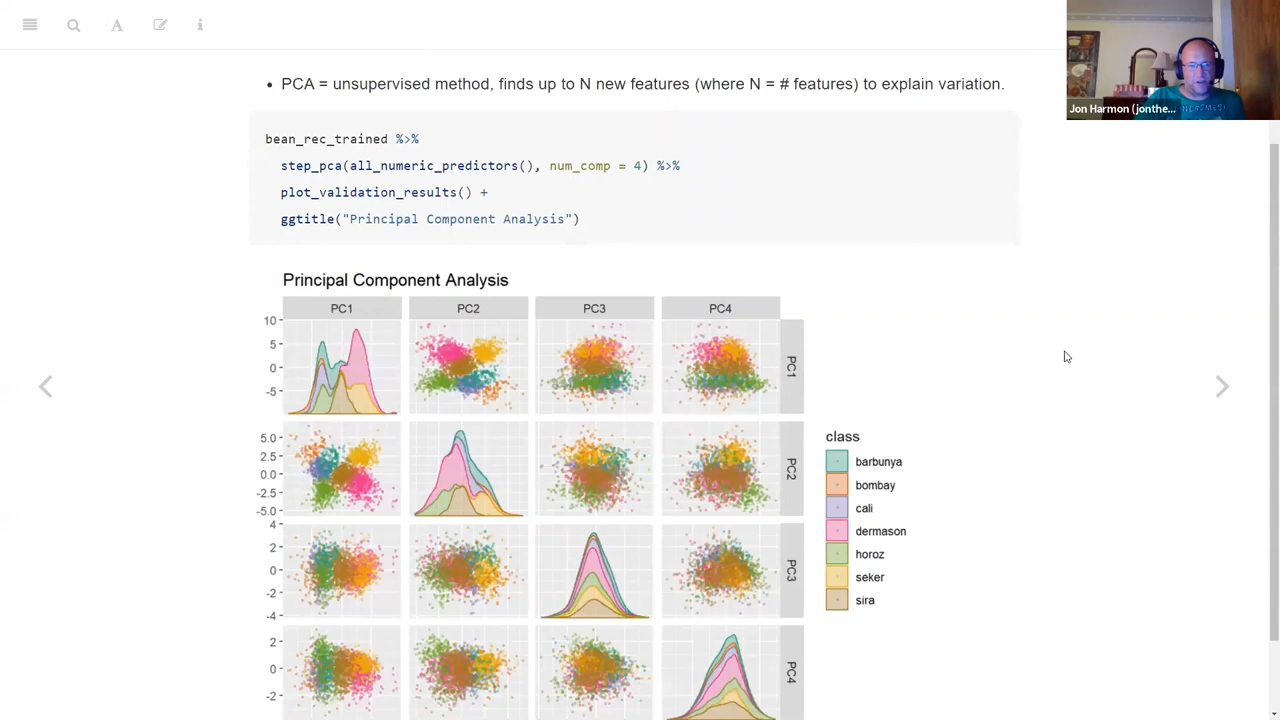 • PCA = unsupervised method, finds up to N new features (where N = # features) to explain variation.
bean_rec_trained %>%
step_pca(all_numeric_predictors(), num_comp = 4) %>%
plot_validation_results() +
ggtitle("Principal Component Analysis")
Jon Harmon (jonthe...
Principal Component Analysis
PC1 PC2 PC3 PC4
10
5
0
-5
PC1
5.0
2.5
0.0
-2.5
-5.0
PC2
4
2
0
-2
-4
PC3
2
0
-2
PC4
class
barbunya
bombay
cali
dermason
horoz
seker
sira